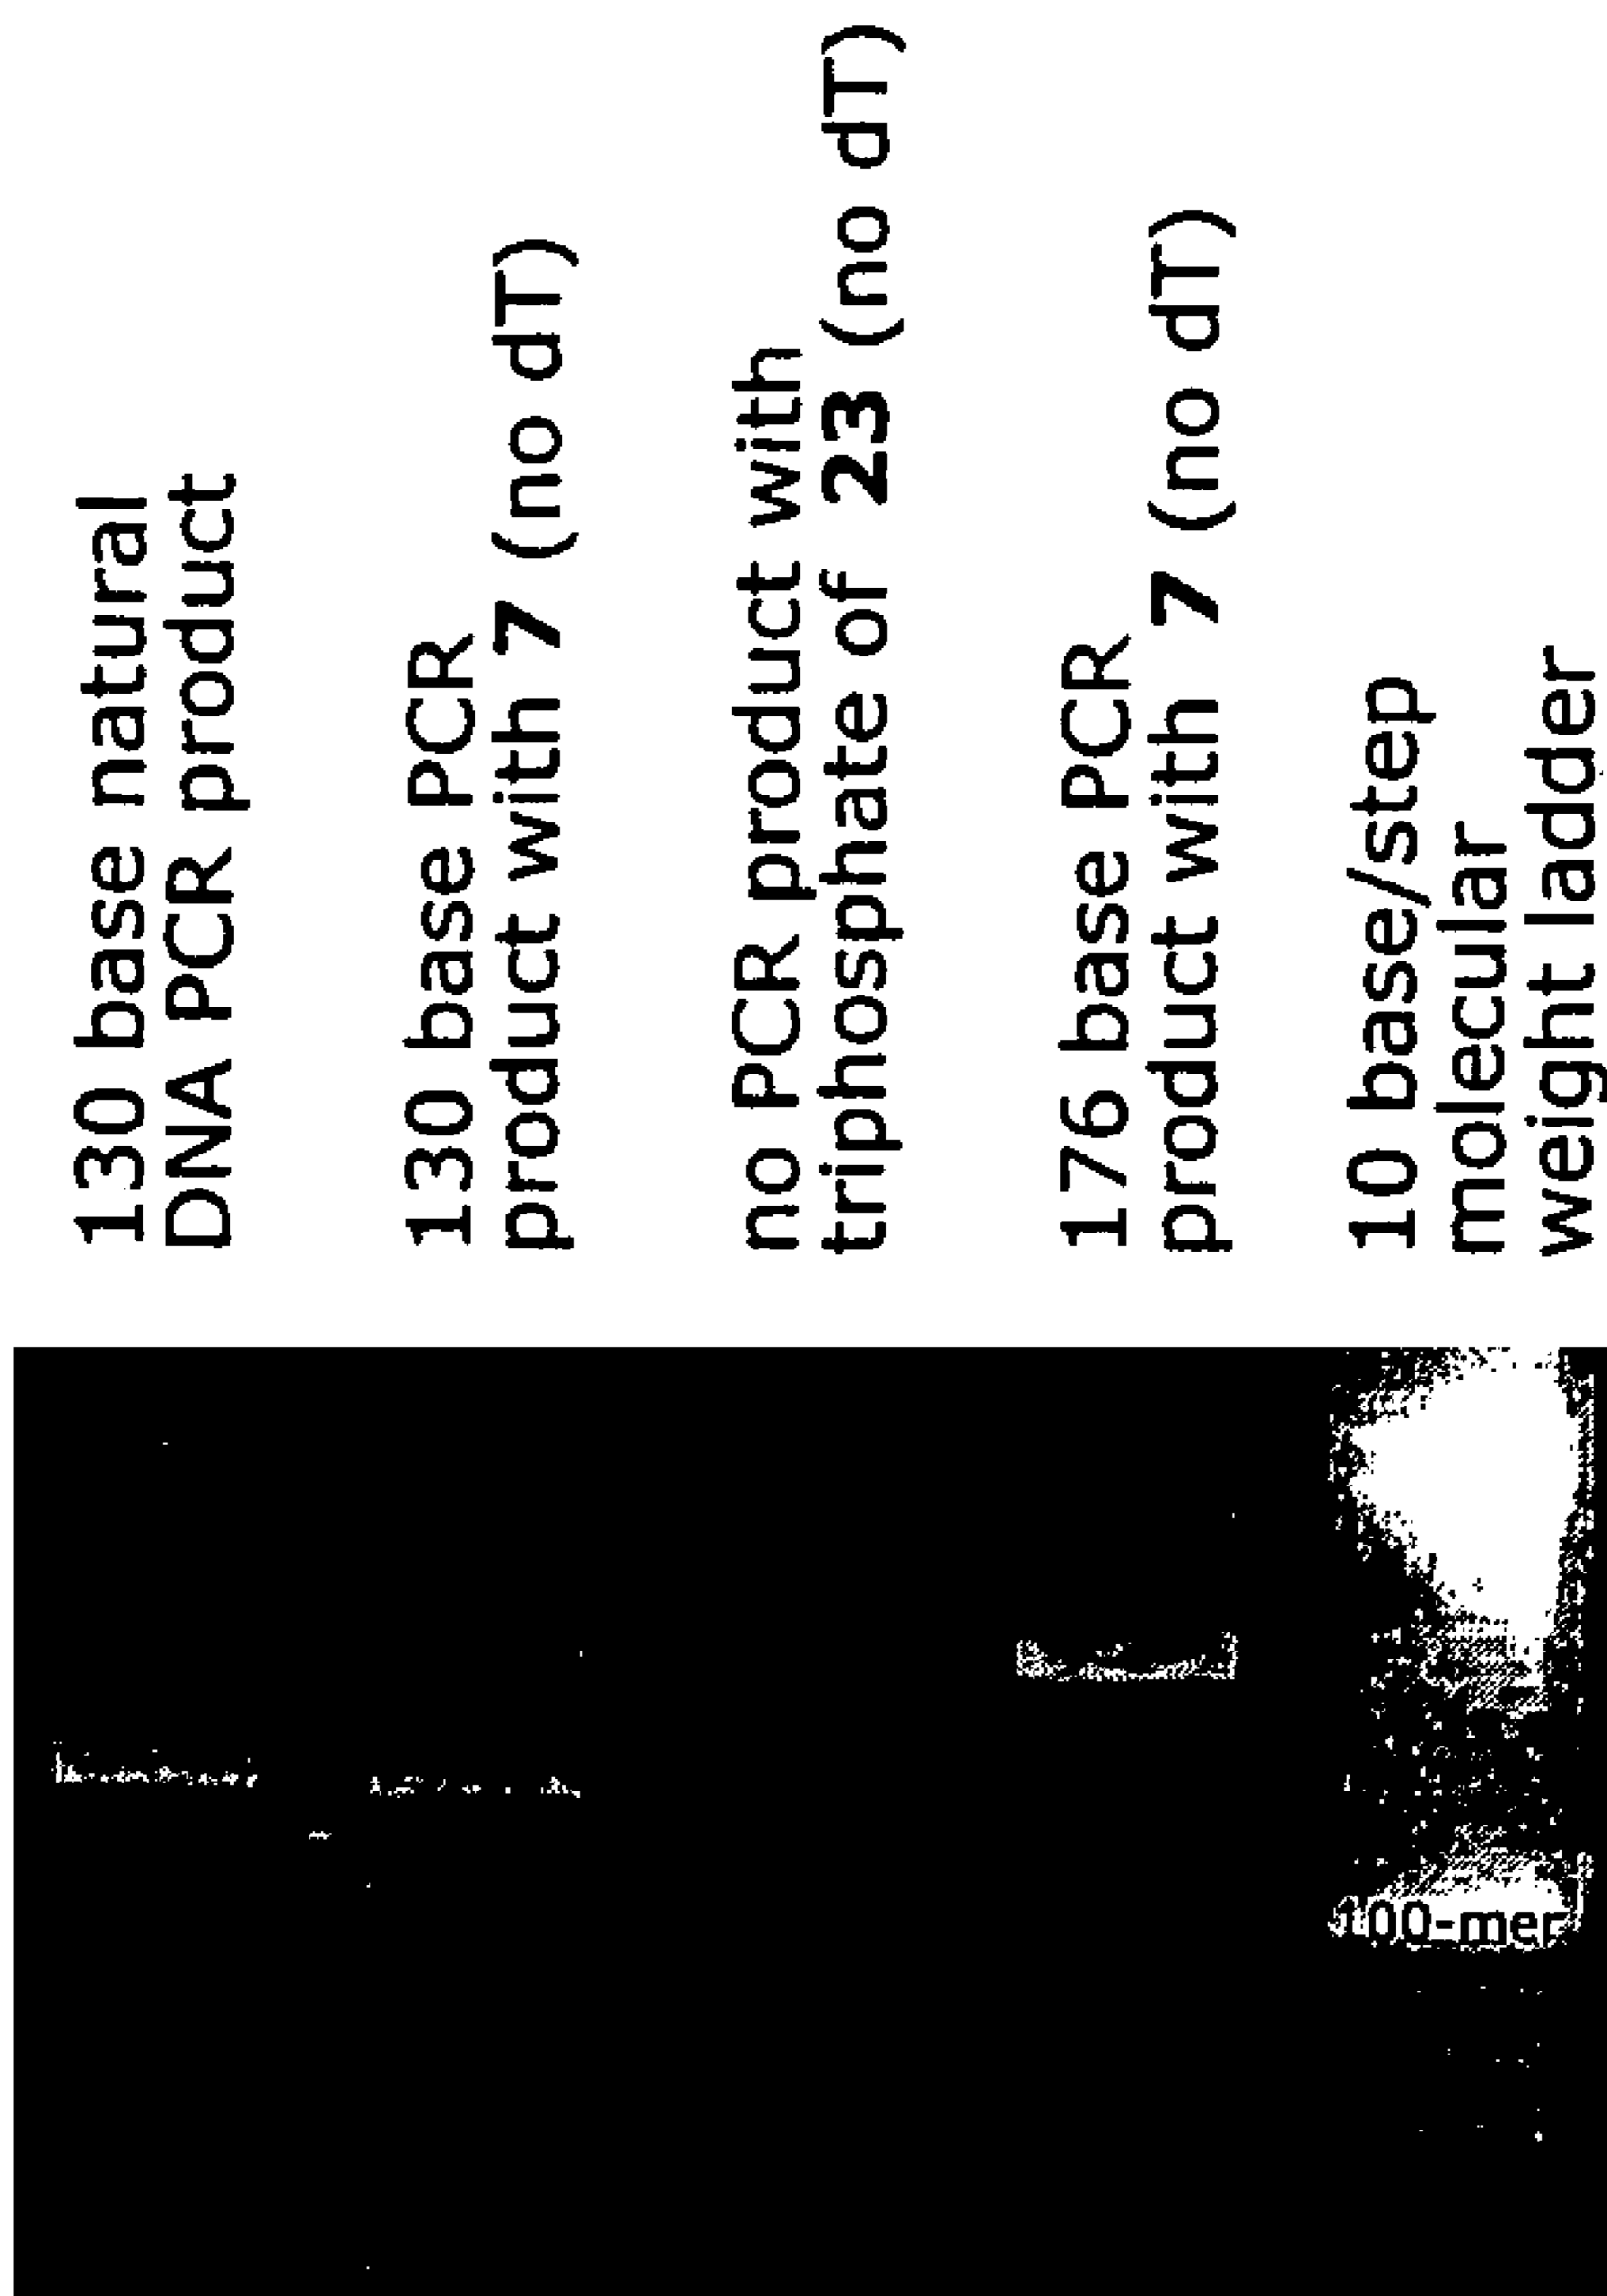 130 base natural
DNA PCR product
130 base PCR
product with 7 (no dT)
no PCR product with
triphosphate of 23 (no dT)
176 base PCR
product with 7 (no dT)
10 base/step
molecular
weight ladder
100-mer